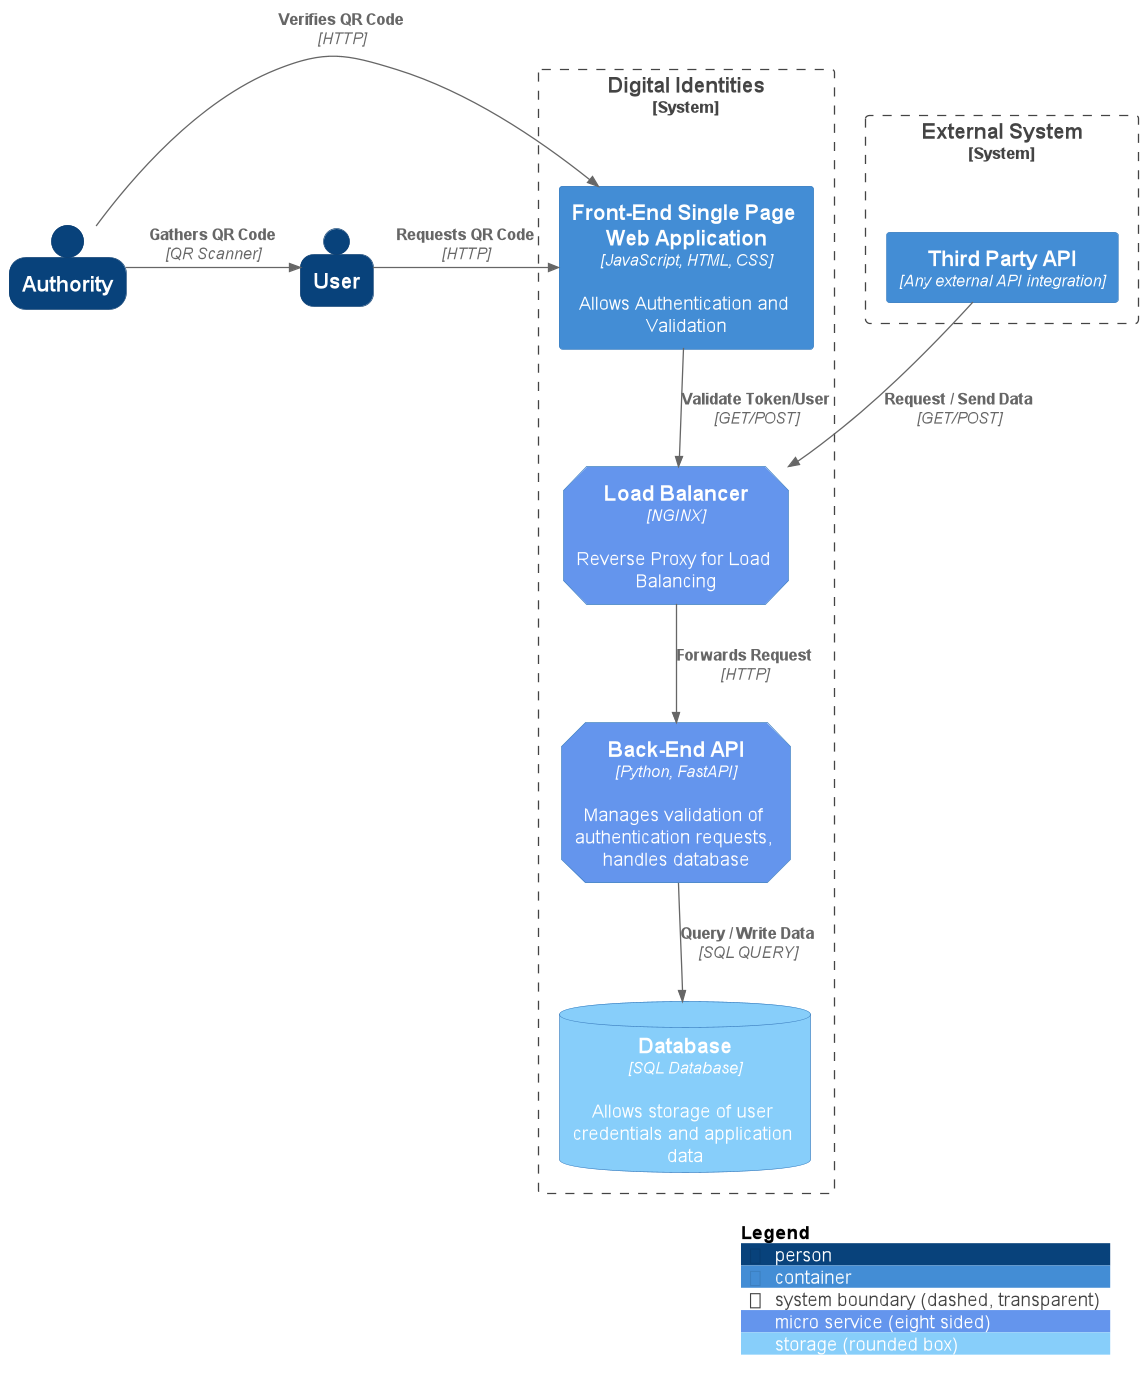 Verifies QR Code
[HTTP]
Digital Identities
[System]
External System
[System]
Front-End Single Page
Web Application
[JavaScript, HTML, CSS]
Allows Authentication and
Validation
Gathers QR Code
[QR Scanner]
Requests QR Code
[HTTP]
Authority
User
Third Party API
[Any external API integration]
Validate Token/User
[GET/POST]
Request / Send Data
[GET/POST]
Load Balancer
[NGINX]
Reverse Proxy for Load
Balancing
Forwards Request
[HTTP]
Back-End API
[Python, FastAPI]
Manages validation of
authentication requests,
handles database
Query / Write Data
[SQL QUERY]
Database
[SQL Database]
Allows storage of user
credentials and application
data
Legend
person
container
system boundary (dashed, transparent)
micro service (eight sided)
storage (rounded box)